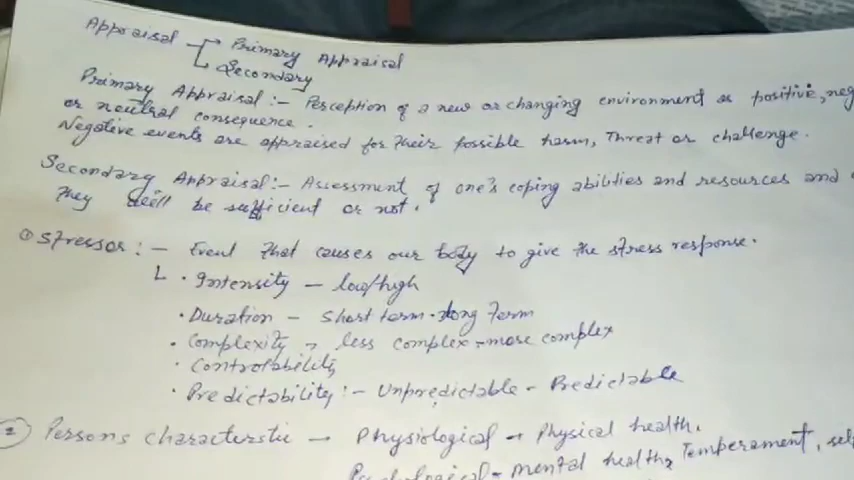 Appraisal → Primary Appraisal
→ Secondary
Primary Appraisal :- Perception of a new or changing environment as positive, neg
or neutral consequence.
Negative events are appraised for their possible harm, Threat or challenge.
Secondary Appraisal:- Assessment of one's coping abilities and resources and
They will be sufficient or not.
① Stressor :- Event that causes our body to give the stress response.
• Intensity - low/high
• Duration - Short term - long Term
• Complexity - less complex - more complex
• Controlability
• Predictability :- Unpredictable - Predictable
② Persons characterstic → Physiological → Physical health.
Psychological - mental health, Temperament, self